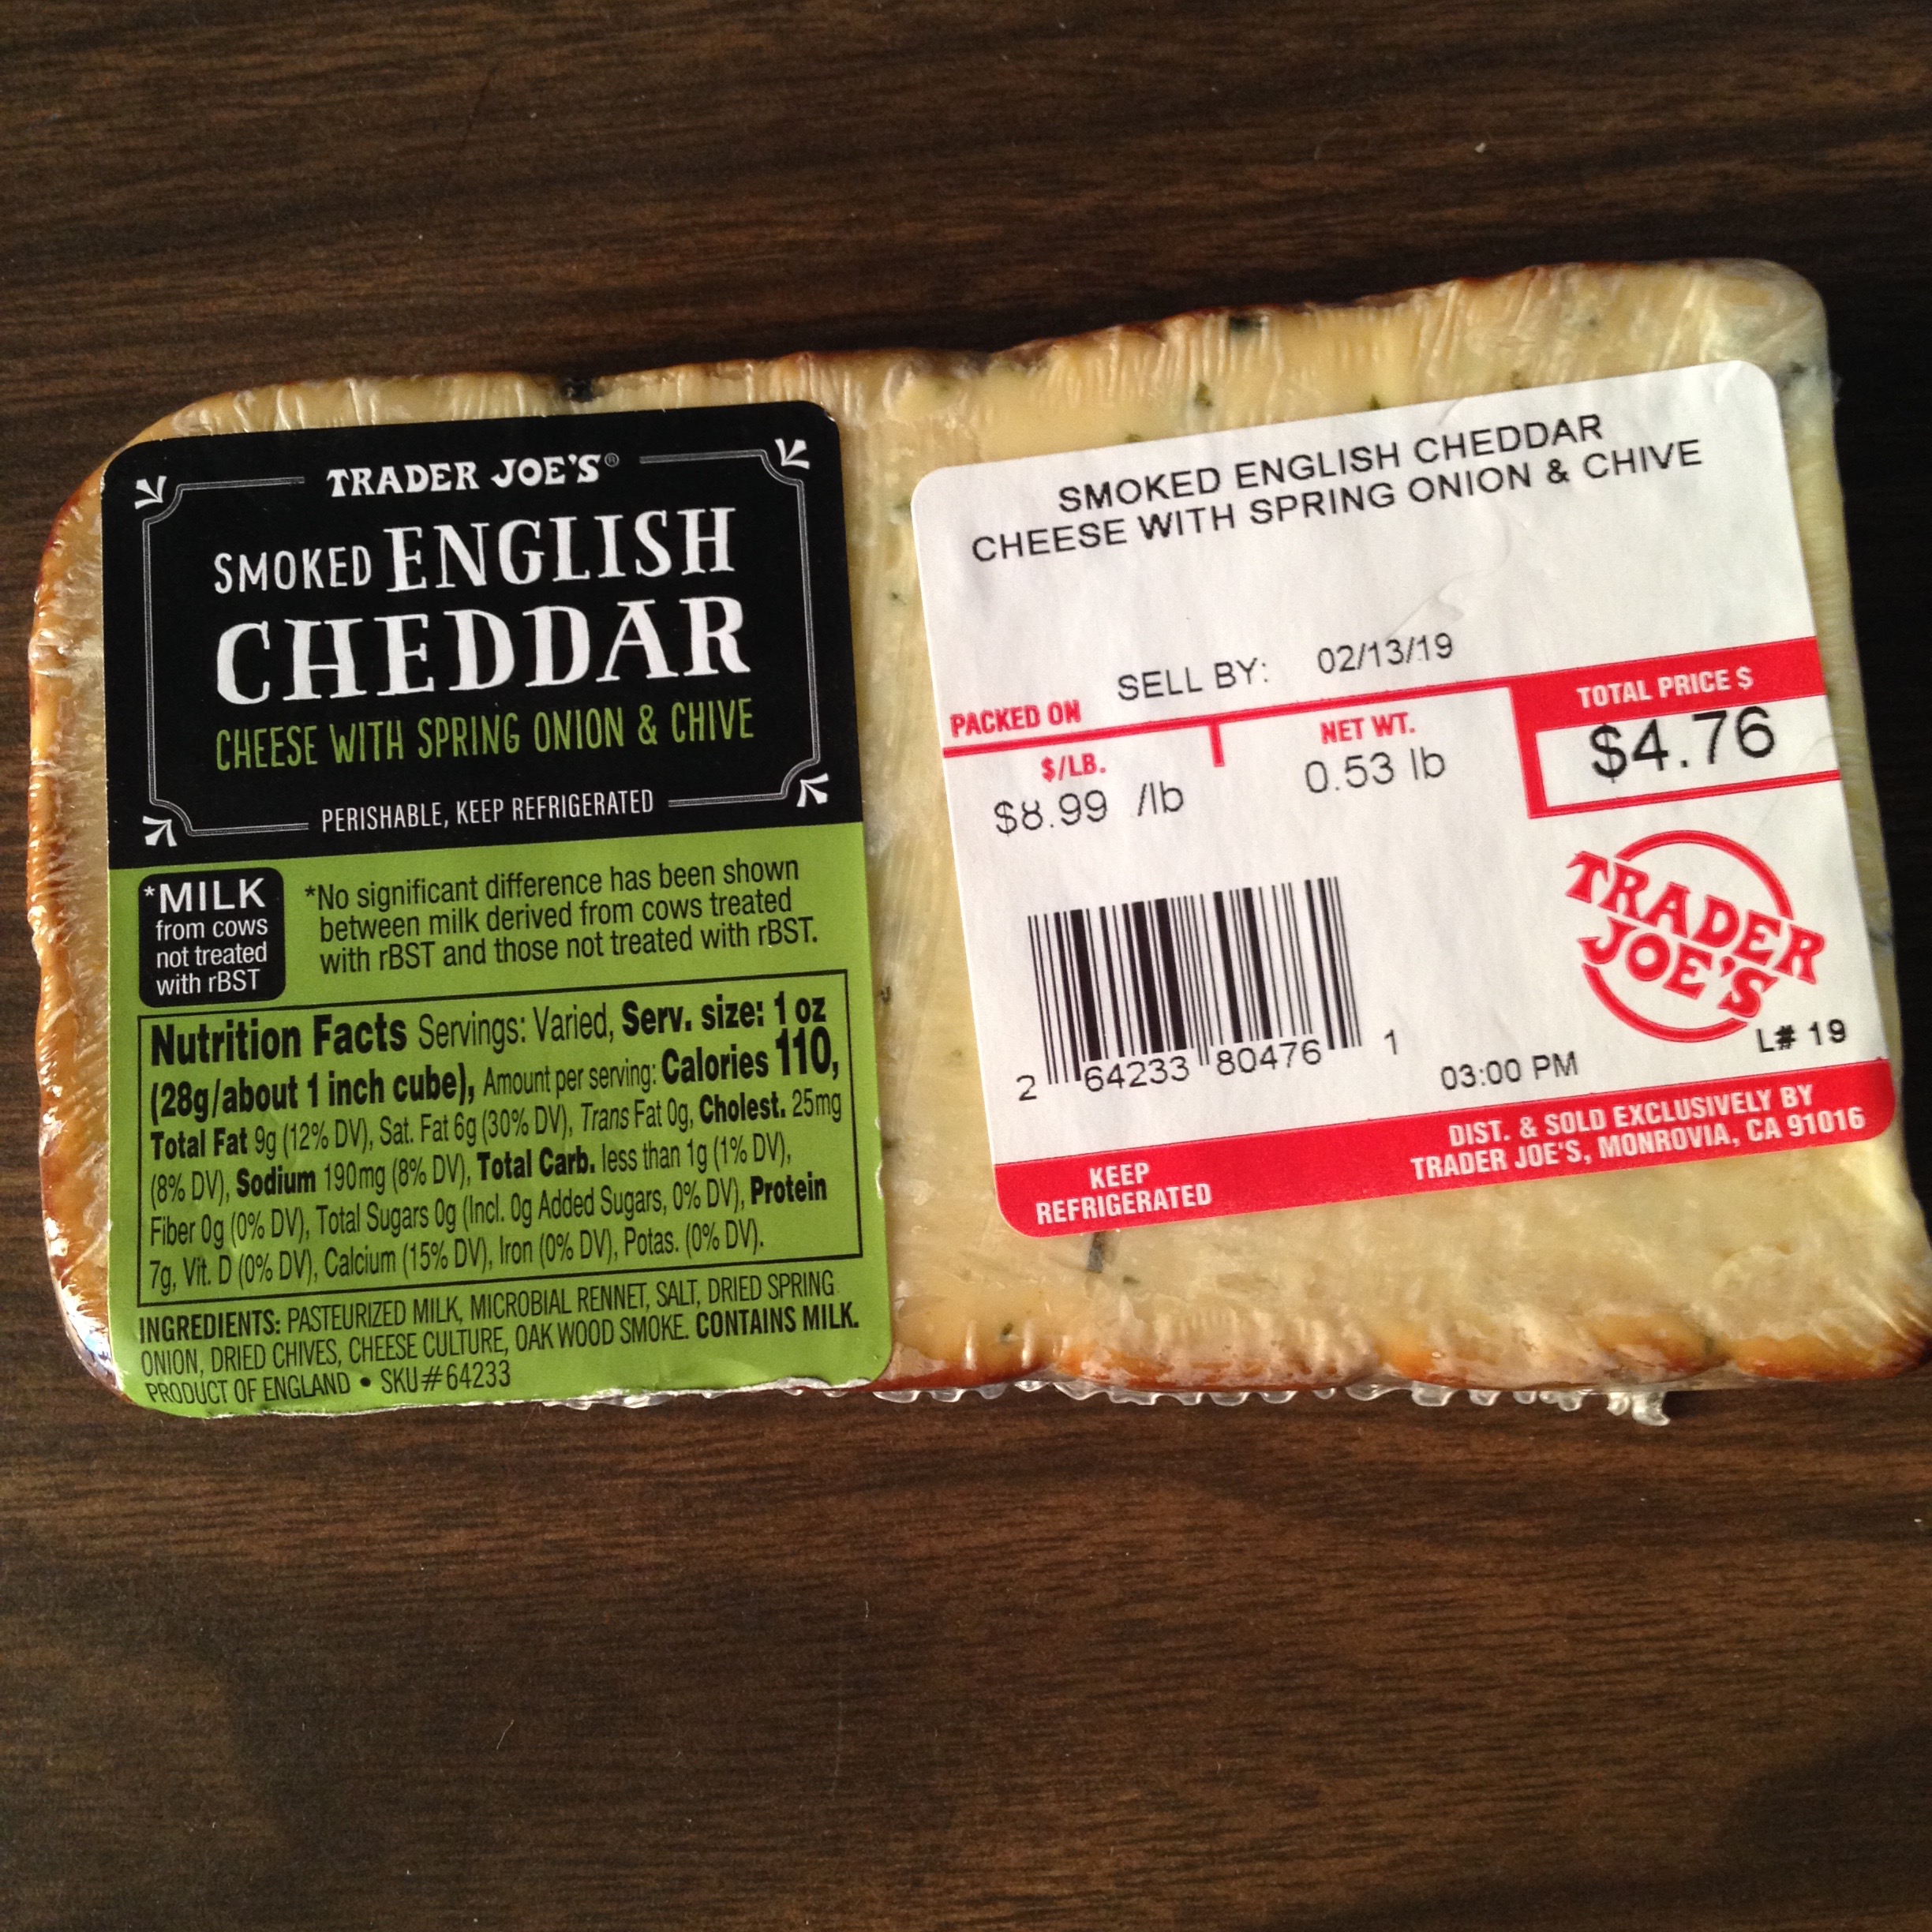 TRADER JOE'S®
SMOKED ENGLISH
CHEDDAR
CHEESE WITH SPRING ONION & CHIVE
PERISHABLE, KEEP REFRIGERATED
*MILK
from cows
not treated
with rBST
*No significant difference has been shown
between milk derived from cows treated
with rBST and those not treated with rBST.
Nutrition Facts Servings: Varied, Serv. size: 1 oz
(28g/about 1 inch cube), Amount per serving: Calories 110,
Total Fat 9g (12% DV), Sat. Fat 6g (30% DV), Trans Fat 0g, Cholest. 25mg
(8% DV), Sodium 190mg (8% DV), Total Carb. less than 1g (1% DV),
Fiber 0g (0% DV), Total Sugars 0g (Incl. 0g Added Sugars, 0% DV), Protein
7g, Vit. D (0% DV), Calcium (15% DV), Iron (0% DV), Potas. (0% DV).
INGREDIENTS: PASTEURIZED MILK, MICROBIAL RENNET, SALT, DRIED SPRING
ONION, DRIED CHIVES, CHEESE CULTURE, OAK WOOD SMOKE. CONTAINS MILK.
PRODUCT OF ENGLAND • SKU#64233
SMOKED ENGLISH CHEDDAR
CHEESE WITH SPRING ONION & CHIVE
SELL BY: 02/13/19
PACKED ON
$/LB.
$8.99 /lb
NET WT.
0.53 lb
TOTAL PRICE $
$4.76
2 64233 80476 1
TRADER
JOE'S
03:00 PM
L# 19
KEEP
REFRIGERATED
DIST. & SOLD EXCLUSIVELY BY
TRADER JOE'S, MONROVIA, CA 91016